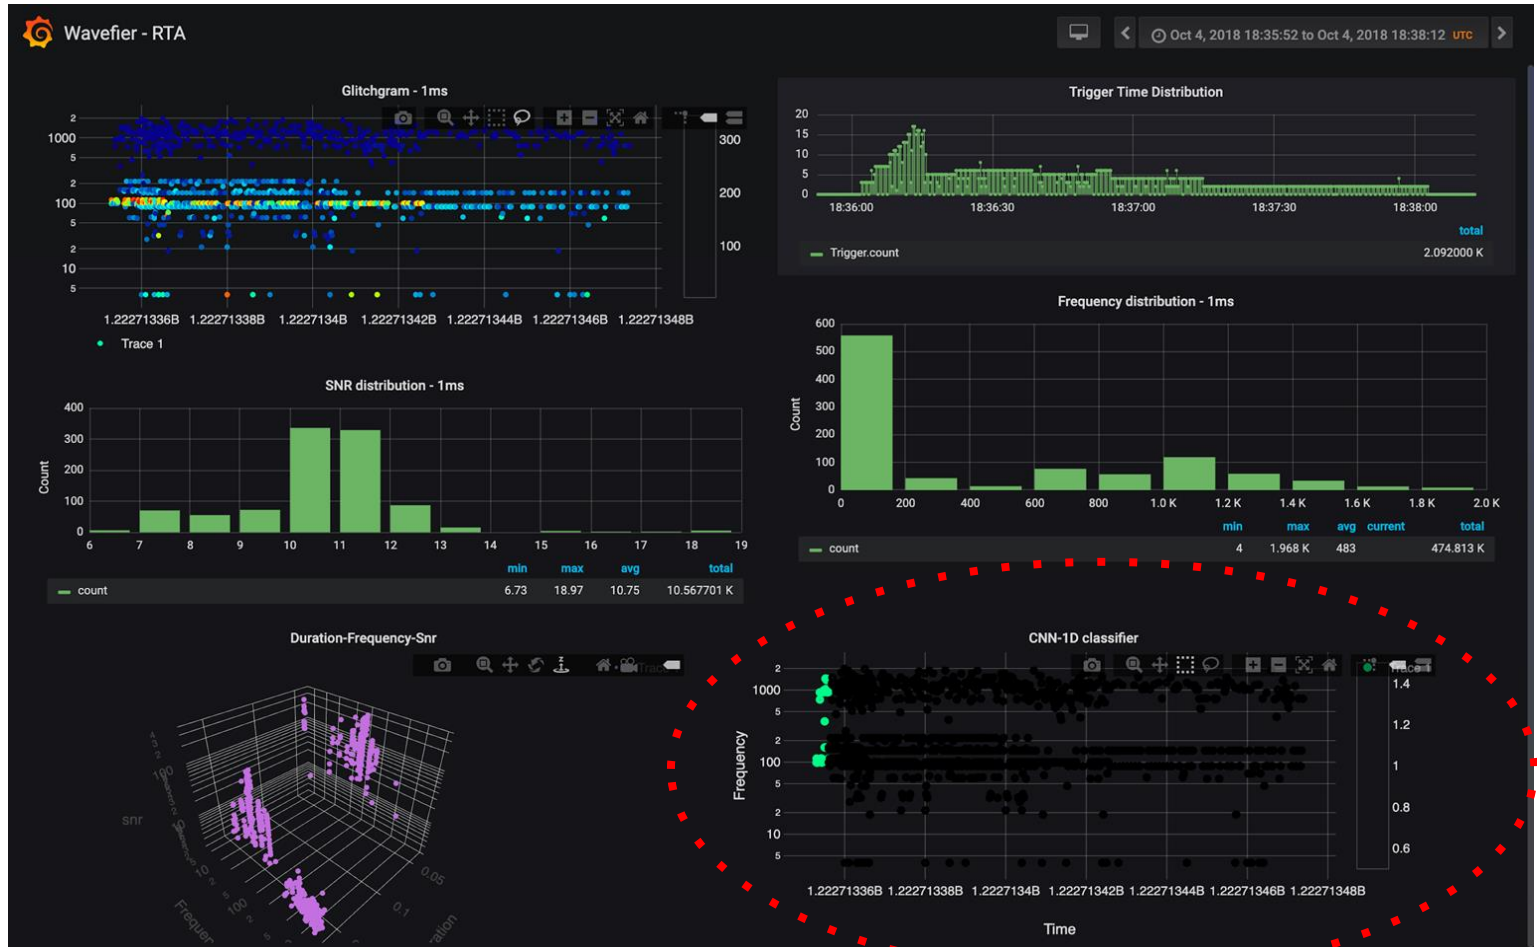 Wavefier - RTA
Oct 4, 2018 18:35:52 to Oct 4, 2018 18:38:12 UTC
Glitchgram - 1ms
2
1000
5
2
100
5
2
10
5
300
200
100
1.22271336B 1.22271338B 1.2227134B 1.22271342B 1.22271344B 1.22271346B 1.22271348B
Trace 1
Trigger Time Distribution
20
15
10
5
0
18:36:00 18:36:30 18:37:00 18:37:30 18:38:00
total
Trigger.count 2.092000 K
SNR distribution - 1ms
Count
400
300
200
100
0
6 7 8 9 10 11 12 13 14 15 16 17 18 19
min max avg total
count 6.73 18.97 10.75 10.567701 K
Frequency distribution - 1ms
Count
600
500
400
300
200
100
0
0 200 400 600 800 1.0 K 1.2 K 1.4 K 1.6 K 1.8 K 2.0 K
min max avg current total
count 4 1.968 K 483 474.813 K
Duration-Frequency-Snr
snr
100
10
100
0.05
0.1
CNN-1D classifier
Trace 1
Frequency
2
1000
5
2
100
5
2
10
5
1.4
1.2
1
0.8
0.6
1.22271336B 1.22271338B 1.2227134B 1.22271342B 1.22271344B 1.22271346B 1.22271348B
Time